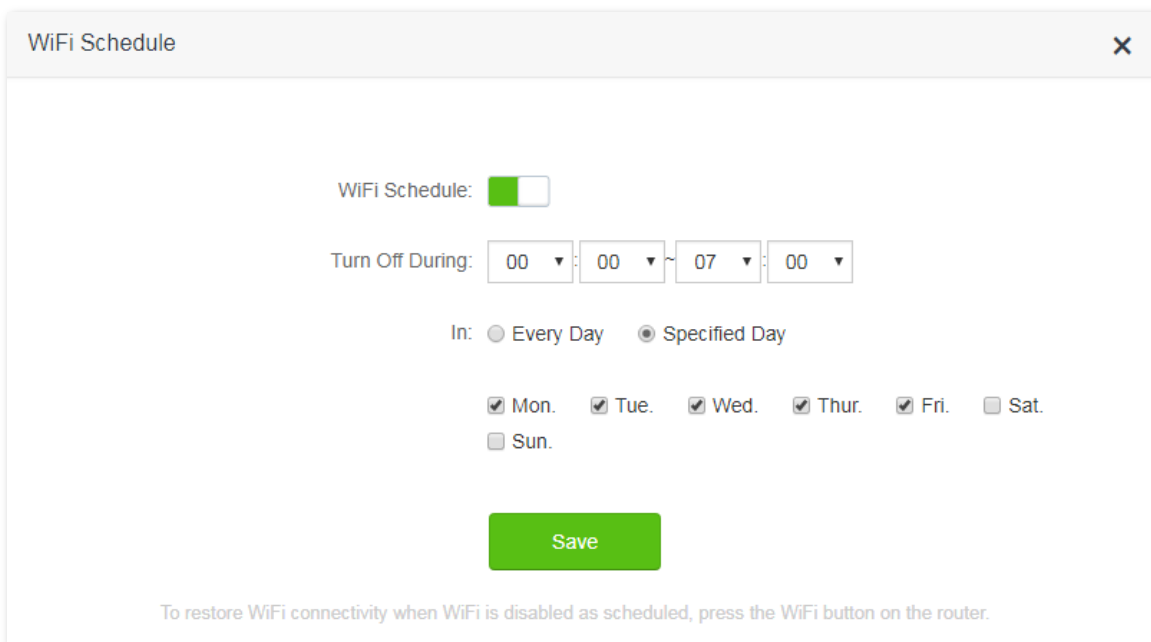 WiFi Schedule
WiFi Schedule:
Turn Off During: 00 : 00 ~ 07 : 00
In: Every Day Specified Day
Mon. Tue. Wed. Thur. Fri. Sat.
Sun.
Save
To restore WiFi connectivity when WiFi is disabled as scheduled, press the WiFi button on the router.